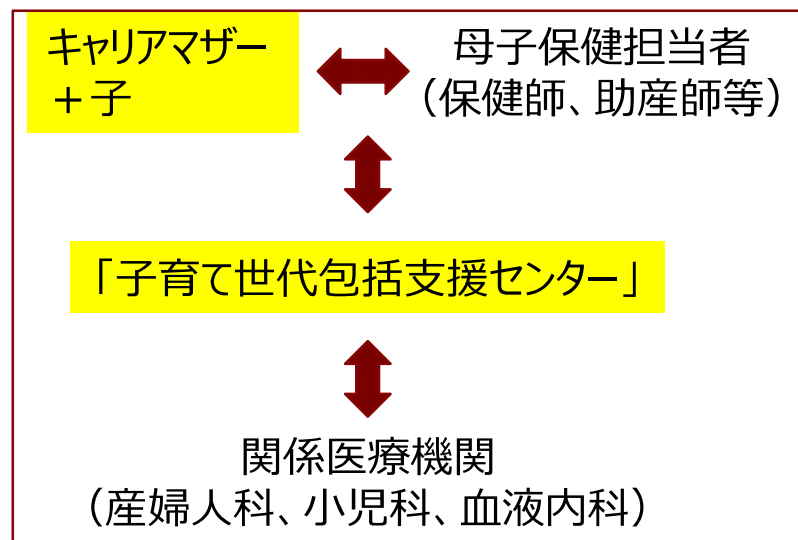 キャリアマザー
＋子
母子保健担当者
（保健師、助産師等）
「子育て世代包括支援センター」
関係医療機関
（産婦人科、小児科、血液内科）